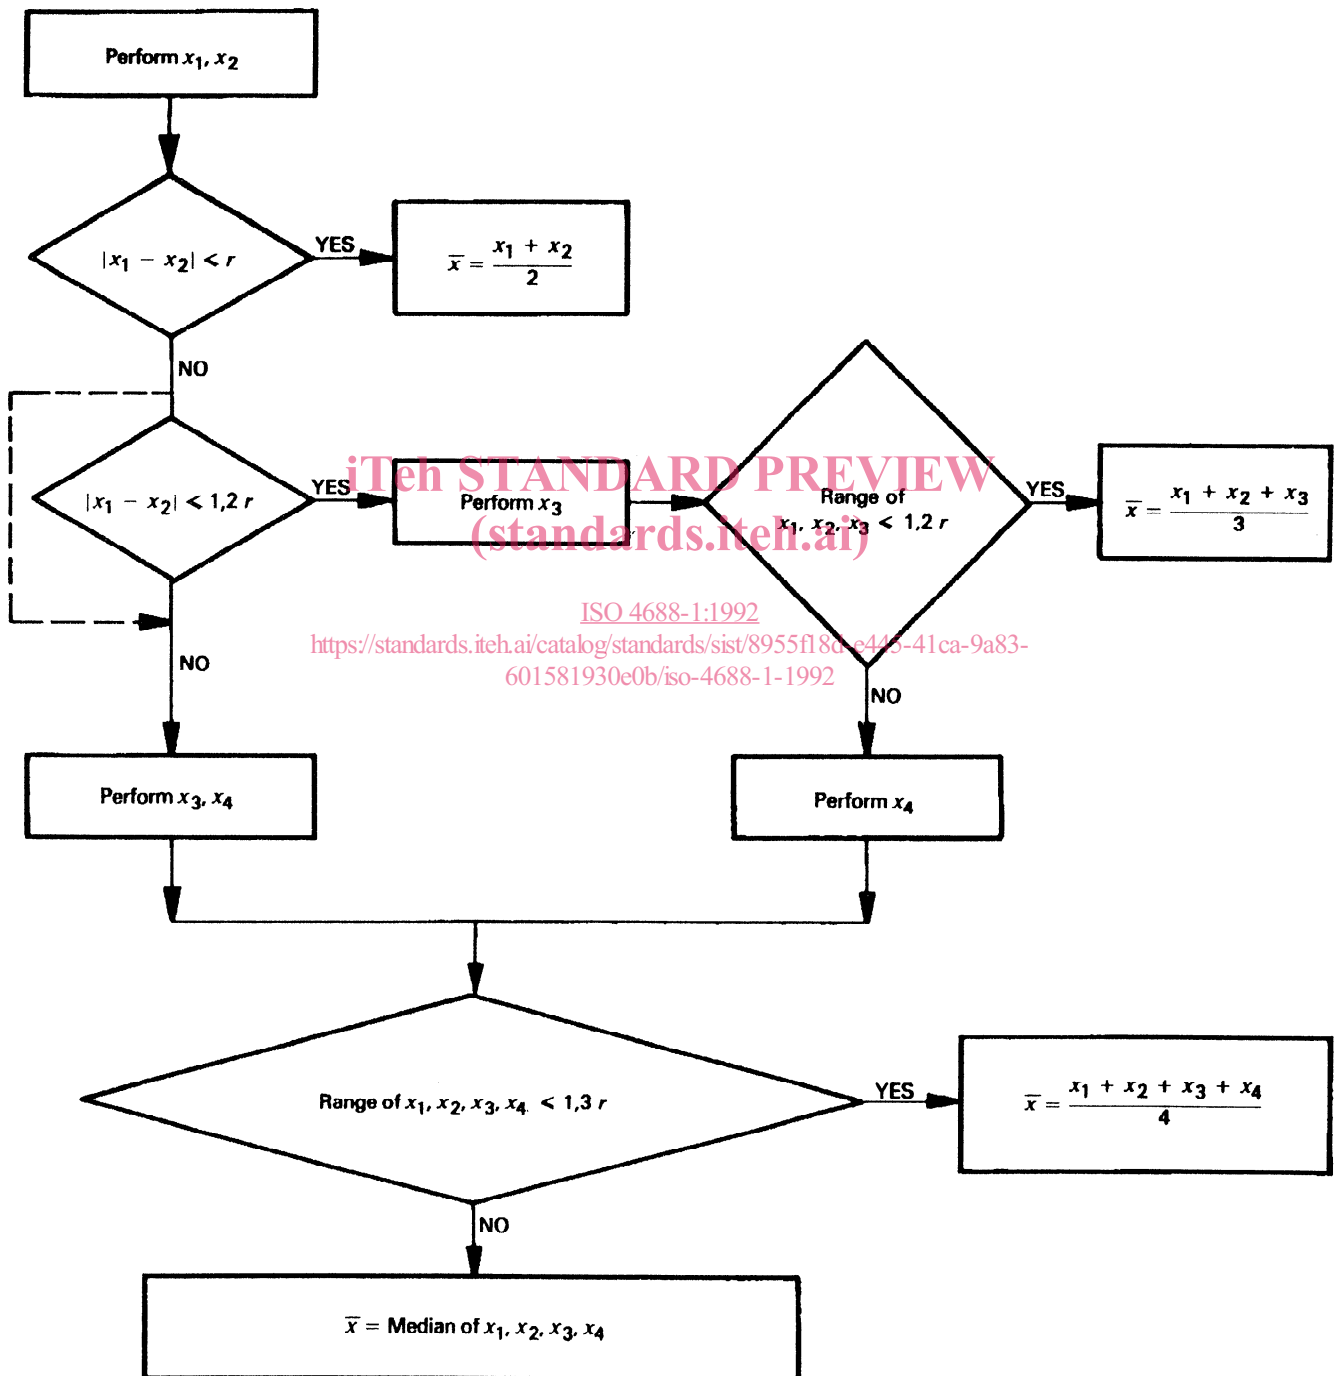 Perform x1, x2
|x1 − x2| < r
YES
x̄ = x1 + x2 / 2
NO
|x1 − x2| < 1,2 r
YES
Perform x3
Range of
x1, x2, x3 < 1,2 r
YES
x̄ = x1 + x2 + x3 / 3
iTeh STANDARD PREVIEW
(standards.iteh.ai)
ISO 4688-1:1992
https://standards.iteh.ai/catalog/standards/sist/8955f18d-e445-41ca-9a83-
601581930e0b/iso-4688-1-1992
NO
NO
Perform x3, x4
Perform x4
Range of x1, x2, x3, x4 < 1,3 r
YES
x̄ = x1 + x2 + x3 + x4 / 4
NO
x̄ = Median of x1, x2, x3, x4